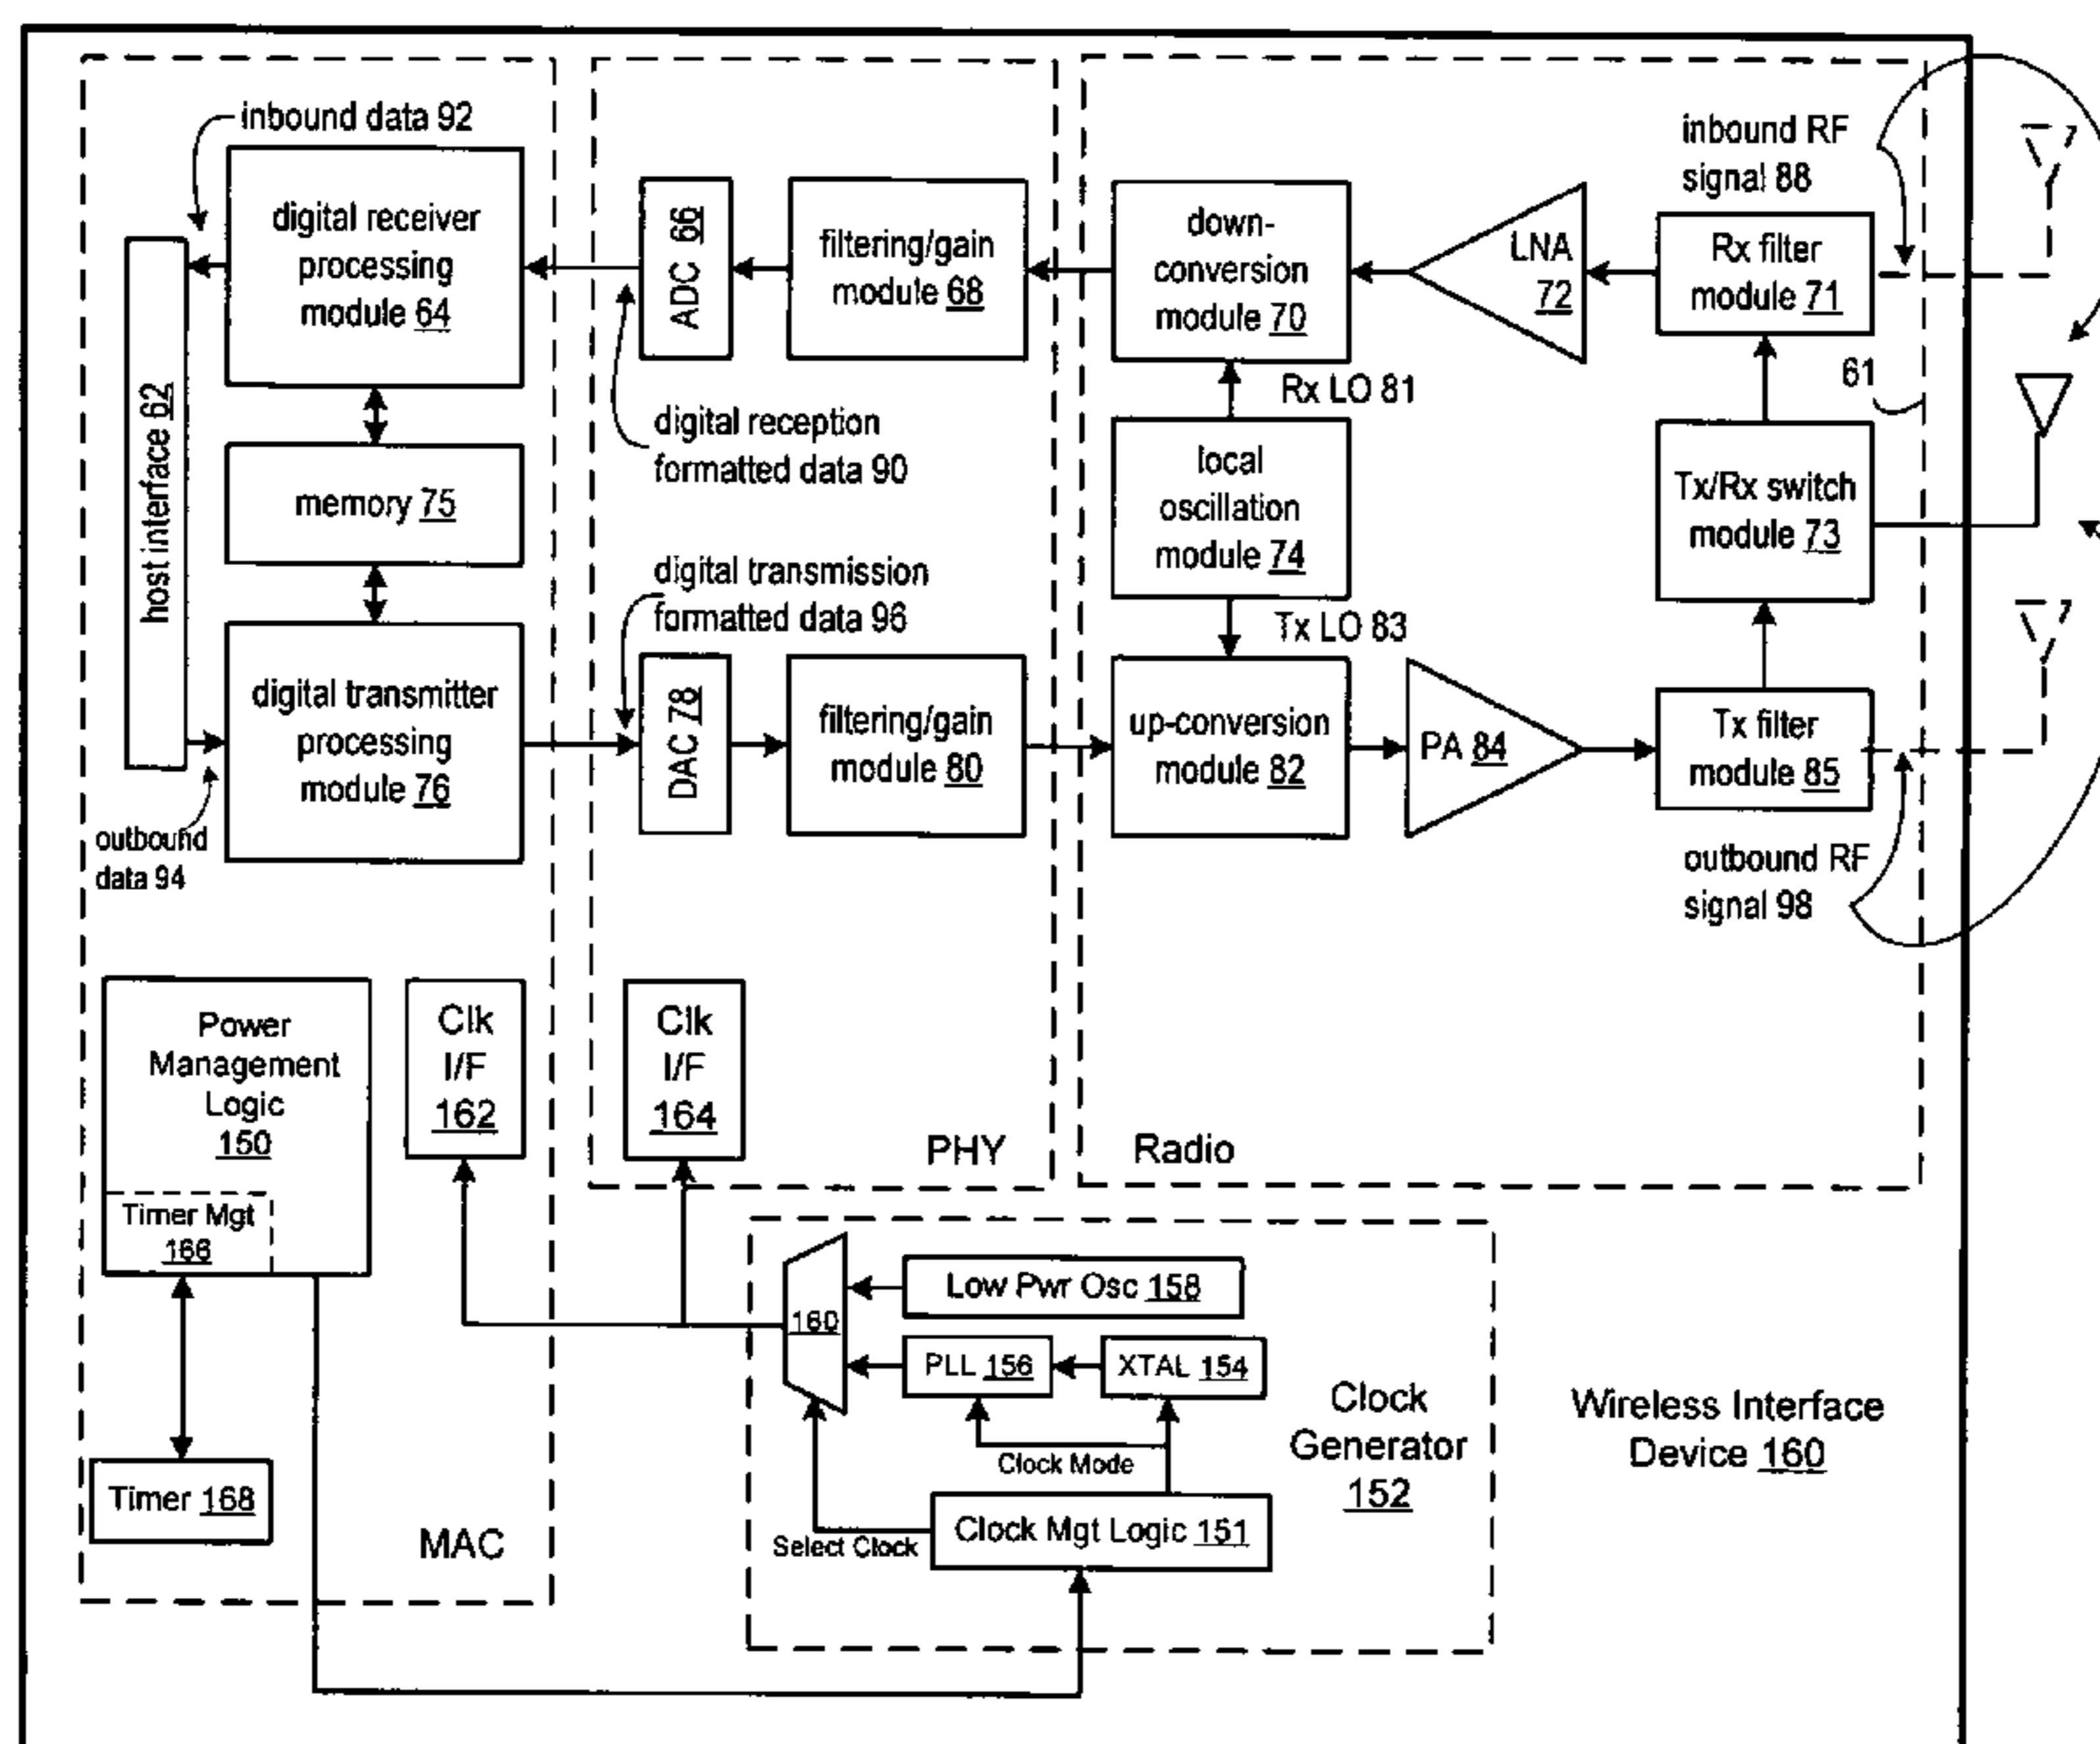 inbound data 92
digital receiver
processing
module 64
host interface 62
memory 75
digital transmitter
processing
module 76
outbound
data 94
ADC 66
filtering/gain
module 68
digital reception
formatted data 90
digital transmission
formatted data 96
DAC 78
filtering/gain
module 80
down-
conversion
module 70
LNA
72
inbound RF
signal 88
Rx filter
module 71
Rx LO 81
61
local
oscillation
module 74
Tx/Rx switch
module 73
Tx LO 83
up-conversion
module 82
PA 84
Tx filter
module 85
outbound RF
signal 98
Power
Management
Logic
150
Timer Mgt
166
Clk
I/F
162
Clk
I/F
164
PHY
Radio
Timer 168
MAC
160
Low Pwr Osc 158
PLL 156
XTAL 154
Clock Mode
Select Clock
Clock Mgt Logic 151
Clock
Generator
152
Wireless Interface
Device 160